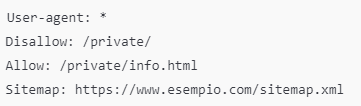 User-agent: *
Disallow: /private/
Allow: /private/info.html
Sitemap: https://www.esempio.com/sitemap.xml